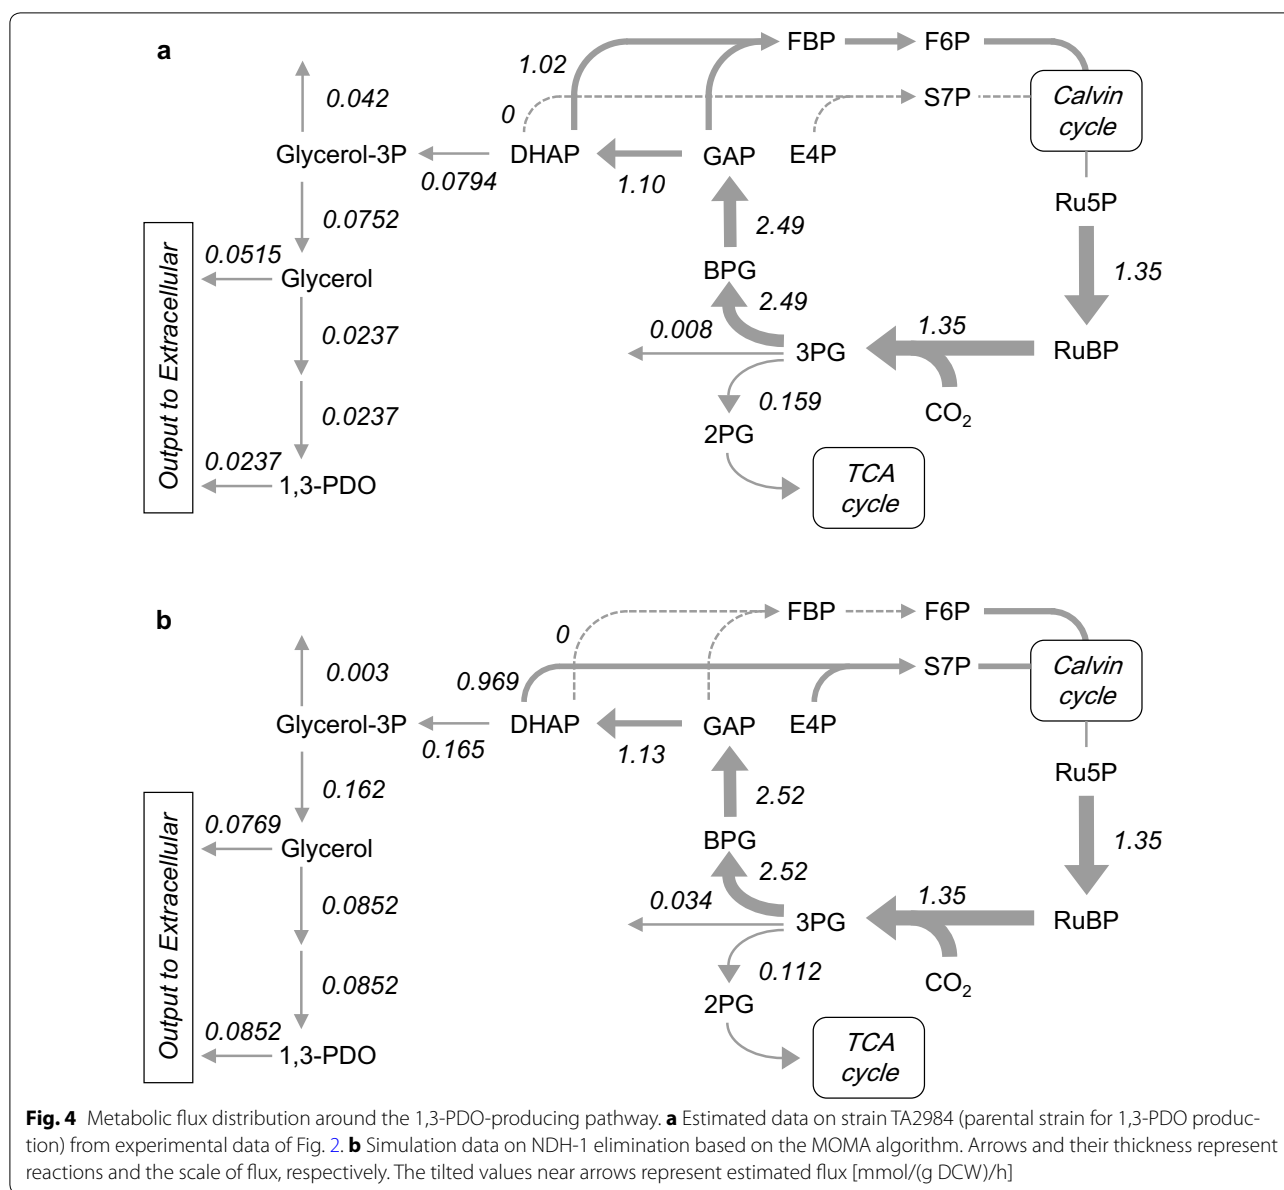 a
FBP
F6P
1.02
0.042
0
S7P
Calvin
cycle
Glycerol-3P
DHAP
GAP
E4P
0.0794
1.10
Ru5P
0.0752
2.49
Output to Extracellular
0.0515
Glycerol
BPG
1.35
2.49
0.0237
0.008
1.35
3PG
RuBP
0.159
CO₂
0.0237
2PG
0.0237
1,3-PDO
TCA
cycle
b
FBP
F6P
0
0.003
0.969
S7P
Calvin
cycle
Glycerol-3P
DHAP
GAP
E4P
0.165
1.13
Ru5P
0.162
2.52
Output to Extracellular
0.0769
Glycerol
BPG
1.35
2.52
0.0852
0.034
1.35
3PG
RuBP
0.112
CO₂
0.0852
2PG
0.0852
1,3-PDO
TCA
cycle
Fig. 4 Metabolic flux distribution around the 1,3-PDO-producing pathway. a Estimated data on strain TA2984 (parental strain for 1,3-PDO produc-
tion) from experimental data of Fig. 2. b Simulation data on NDH-1 elimination based on the MOMA algorithm. Arrows and their thickness represent
reactions and the scale of flux, respectively. The tilted values near arrows represent estimated flux [mmol/(g DCW)/h]